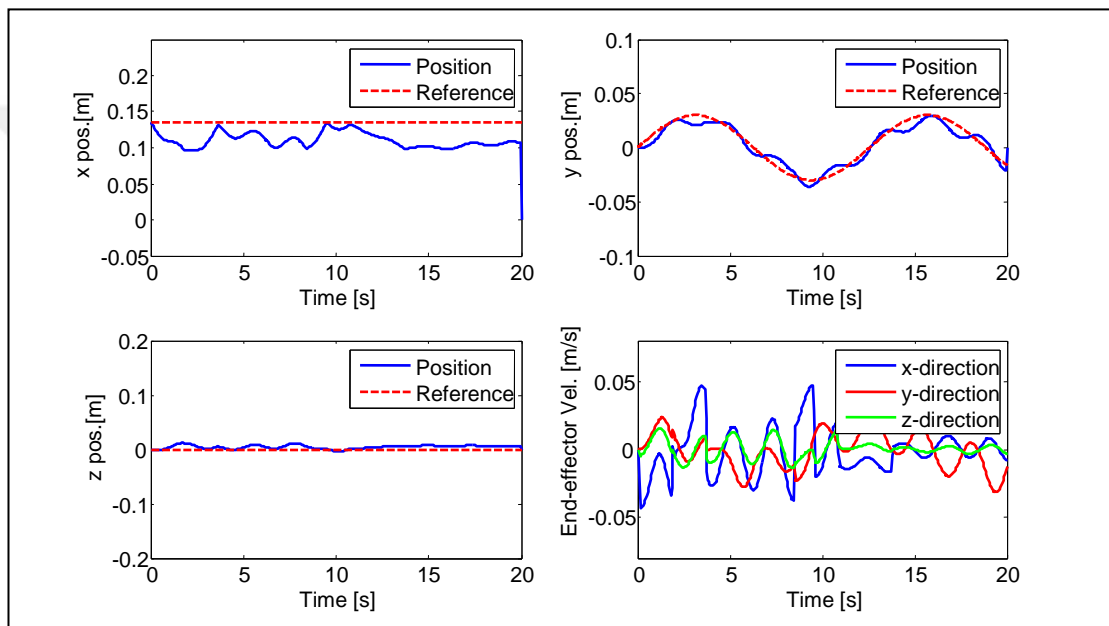 x pos.[m]
0.2
0.15
0.1
0
-0.05
0
5
10
15
20
Time [s]
Position
Reference
y pos. [m]
0.1
0.05
0
-0.05
-0.1
0
5
10
15
20
Time [s]
Position
Reference
z pos. [m]
0.2
0.1
0
-0.1
-0.2
0
5
10
15
20
Time [s]
Position
Reference
End-effector Vel. [m/s]
0.05
0
-0.05
0
5
10
15
20
Time [s]
x-direction
y-direction
z-direction